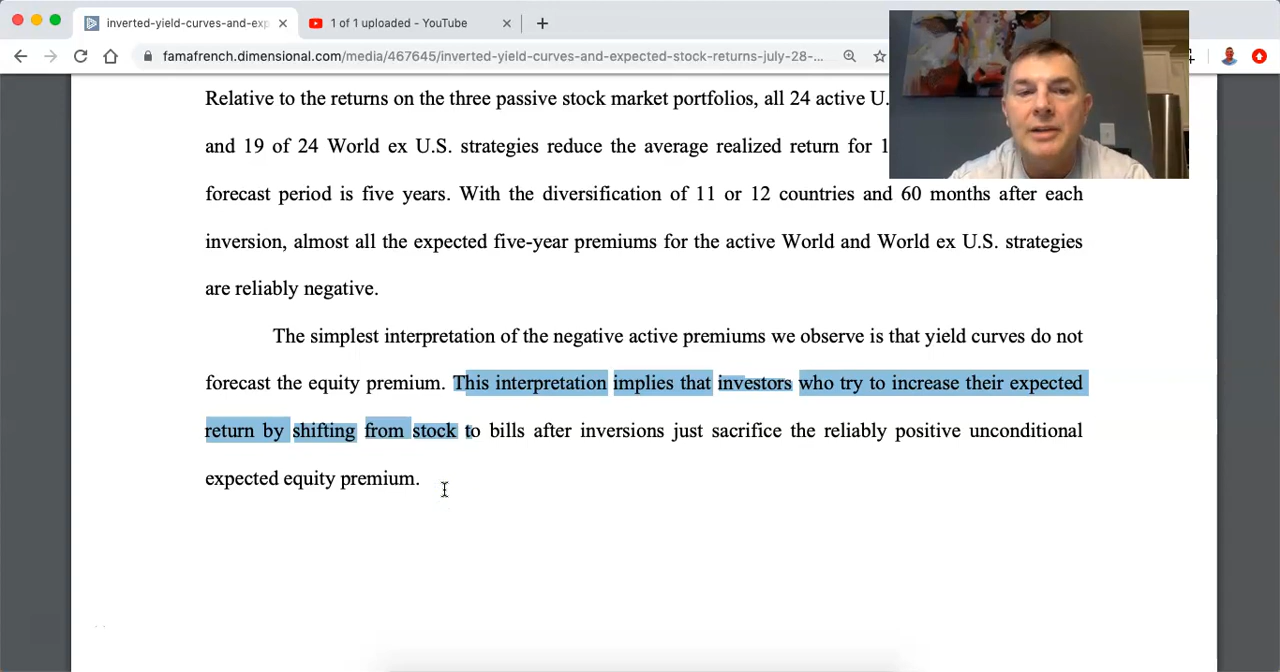 inverted-yield-curves-and-exp
1 of 1 uploaded - YouTube
famafrench.dimensional.com/media/467645/inverted-yield-curves-and-expected-stock-returns-july-28-...
Relative to the returns on the three passive stock market portfolios, all 24 active U.
and 19 of 24 World ex U.S. strategies reduce the average realized return for 1
forecast period is five years. With the diversification of 11 or 12 countries and 60 months after each
inversion, almost all the expected five-year premiums for the active World and World ex U.S. strategies
are reliably negative.
The simplest interpretation of the negative active premiums we observe is that yield curves do not
forecast the equity premium. This interpretation implies that investors who try to increase their expected
return by shifting from stock to bills after inversions just sacrifice the reliably positive unconditional
expected equity premium.